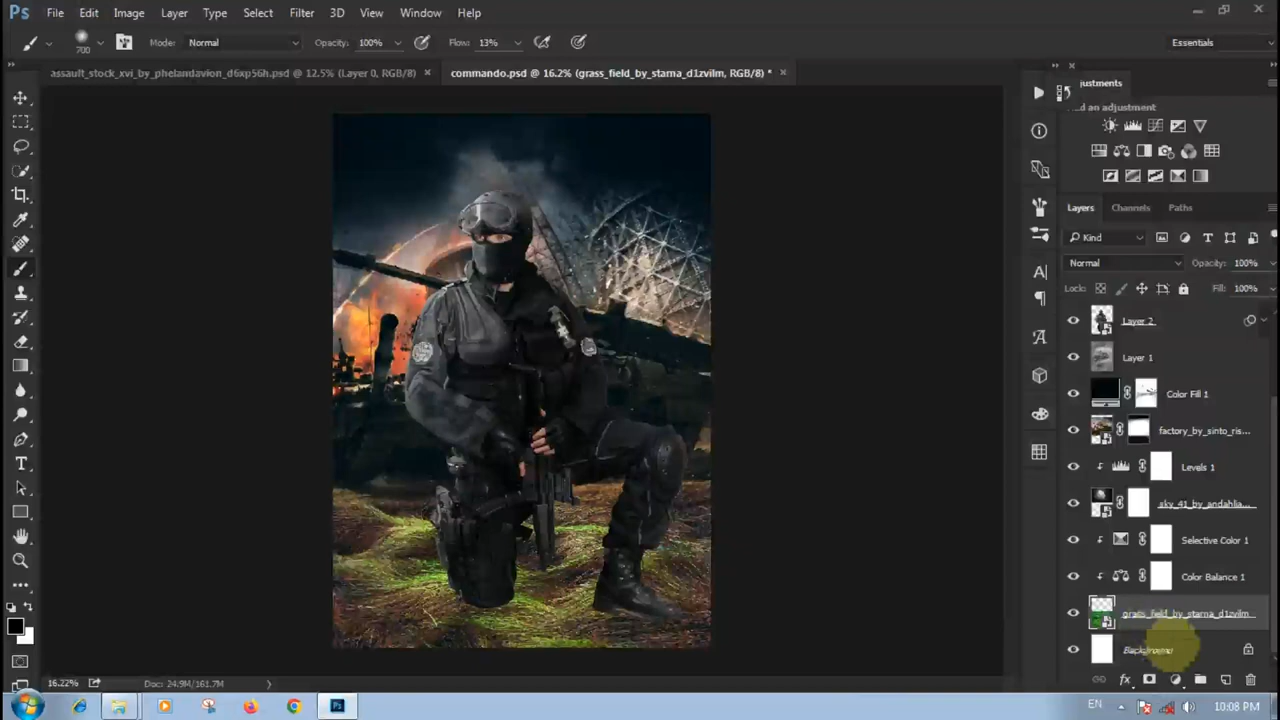 Ps File Edit Image Layer Type Select Filter 3D View Window Help
700 Mode: Normal Opacity: 100% Flow: 13% Essentials
assault_stock_xvi_by_phelandavion_d6xp56h.psd @ 12.5% (Layer 0, RGB/8) × commando.psd @ 16.2% (grass_field_by_starna_d1zvilm, RGB/8) * ×
djustments
dd an adjustment
Layers Channels Paths
Kind
Normal Opacity: 100%
Lock: Fill: 100%
Layer 2
Layer 1
Color Fill 1
factory_by_sinto_ris...
Levels 1
sky_41_by_andahlia...
Selective Color 1
Color Balance 1
grass_field_by_starna_d1zvilm
Background
16.22% Doc: 24.9M/161.7M
EN 10:08 PM